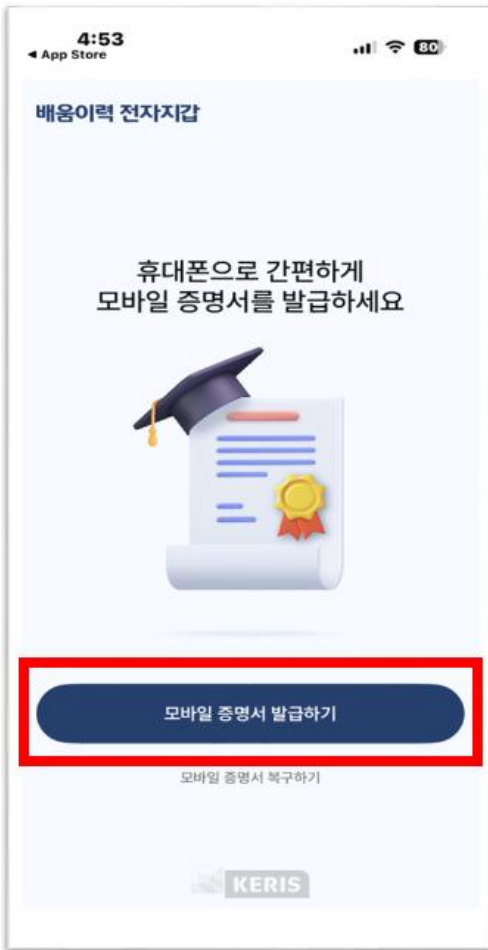 4:53
◀ App Store
80
배움이력 전자지갑
휴대폰으로 간편하게
모바일 증명서를 발급하세요
모바일 증명서 발급하기
모바일 증명서 복구하기
KERIS